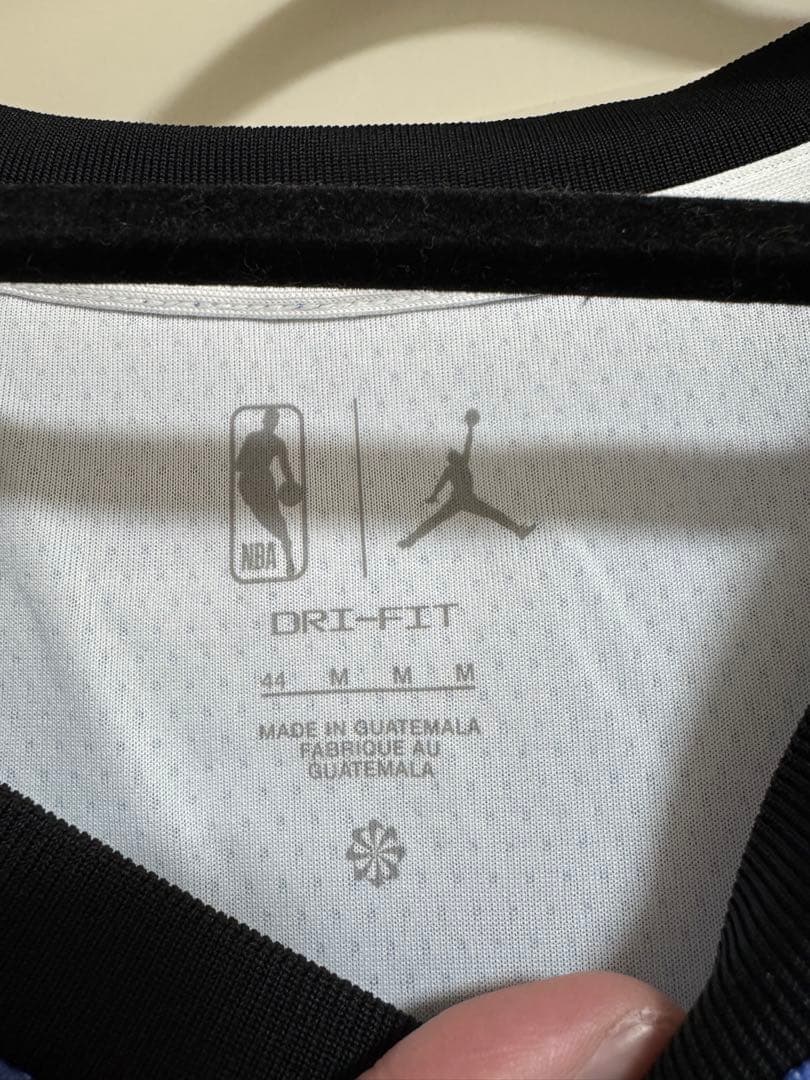 NBA
DRI-FIT
44 M M M
MADE IN GUATEMALA
FABRIQUE AU
GUATEMALA